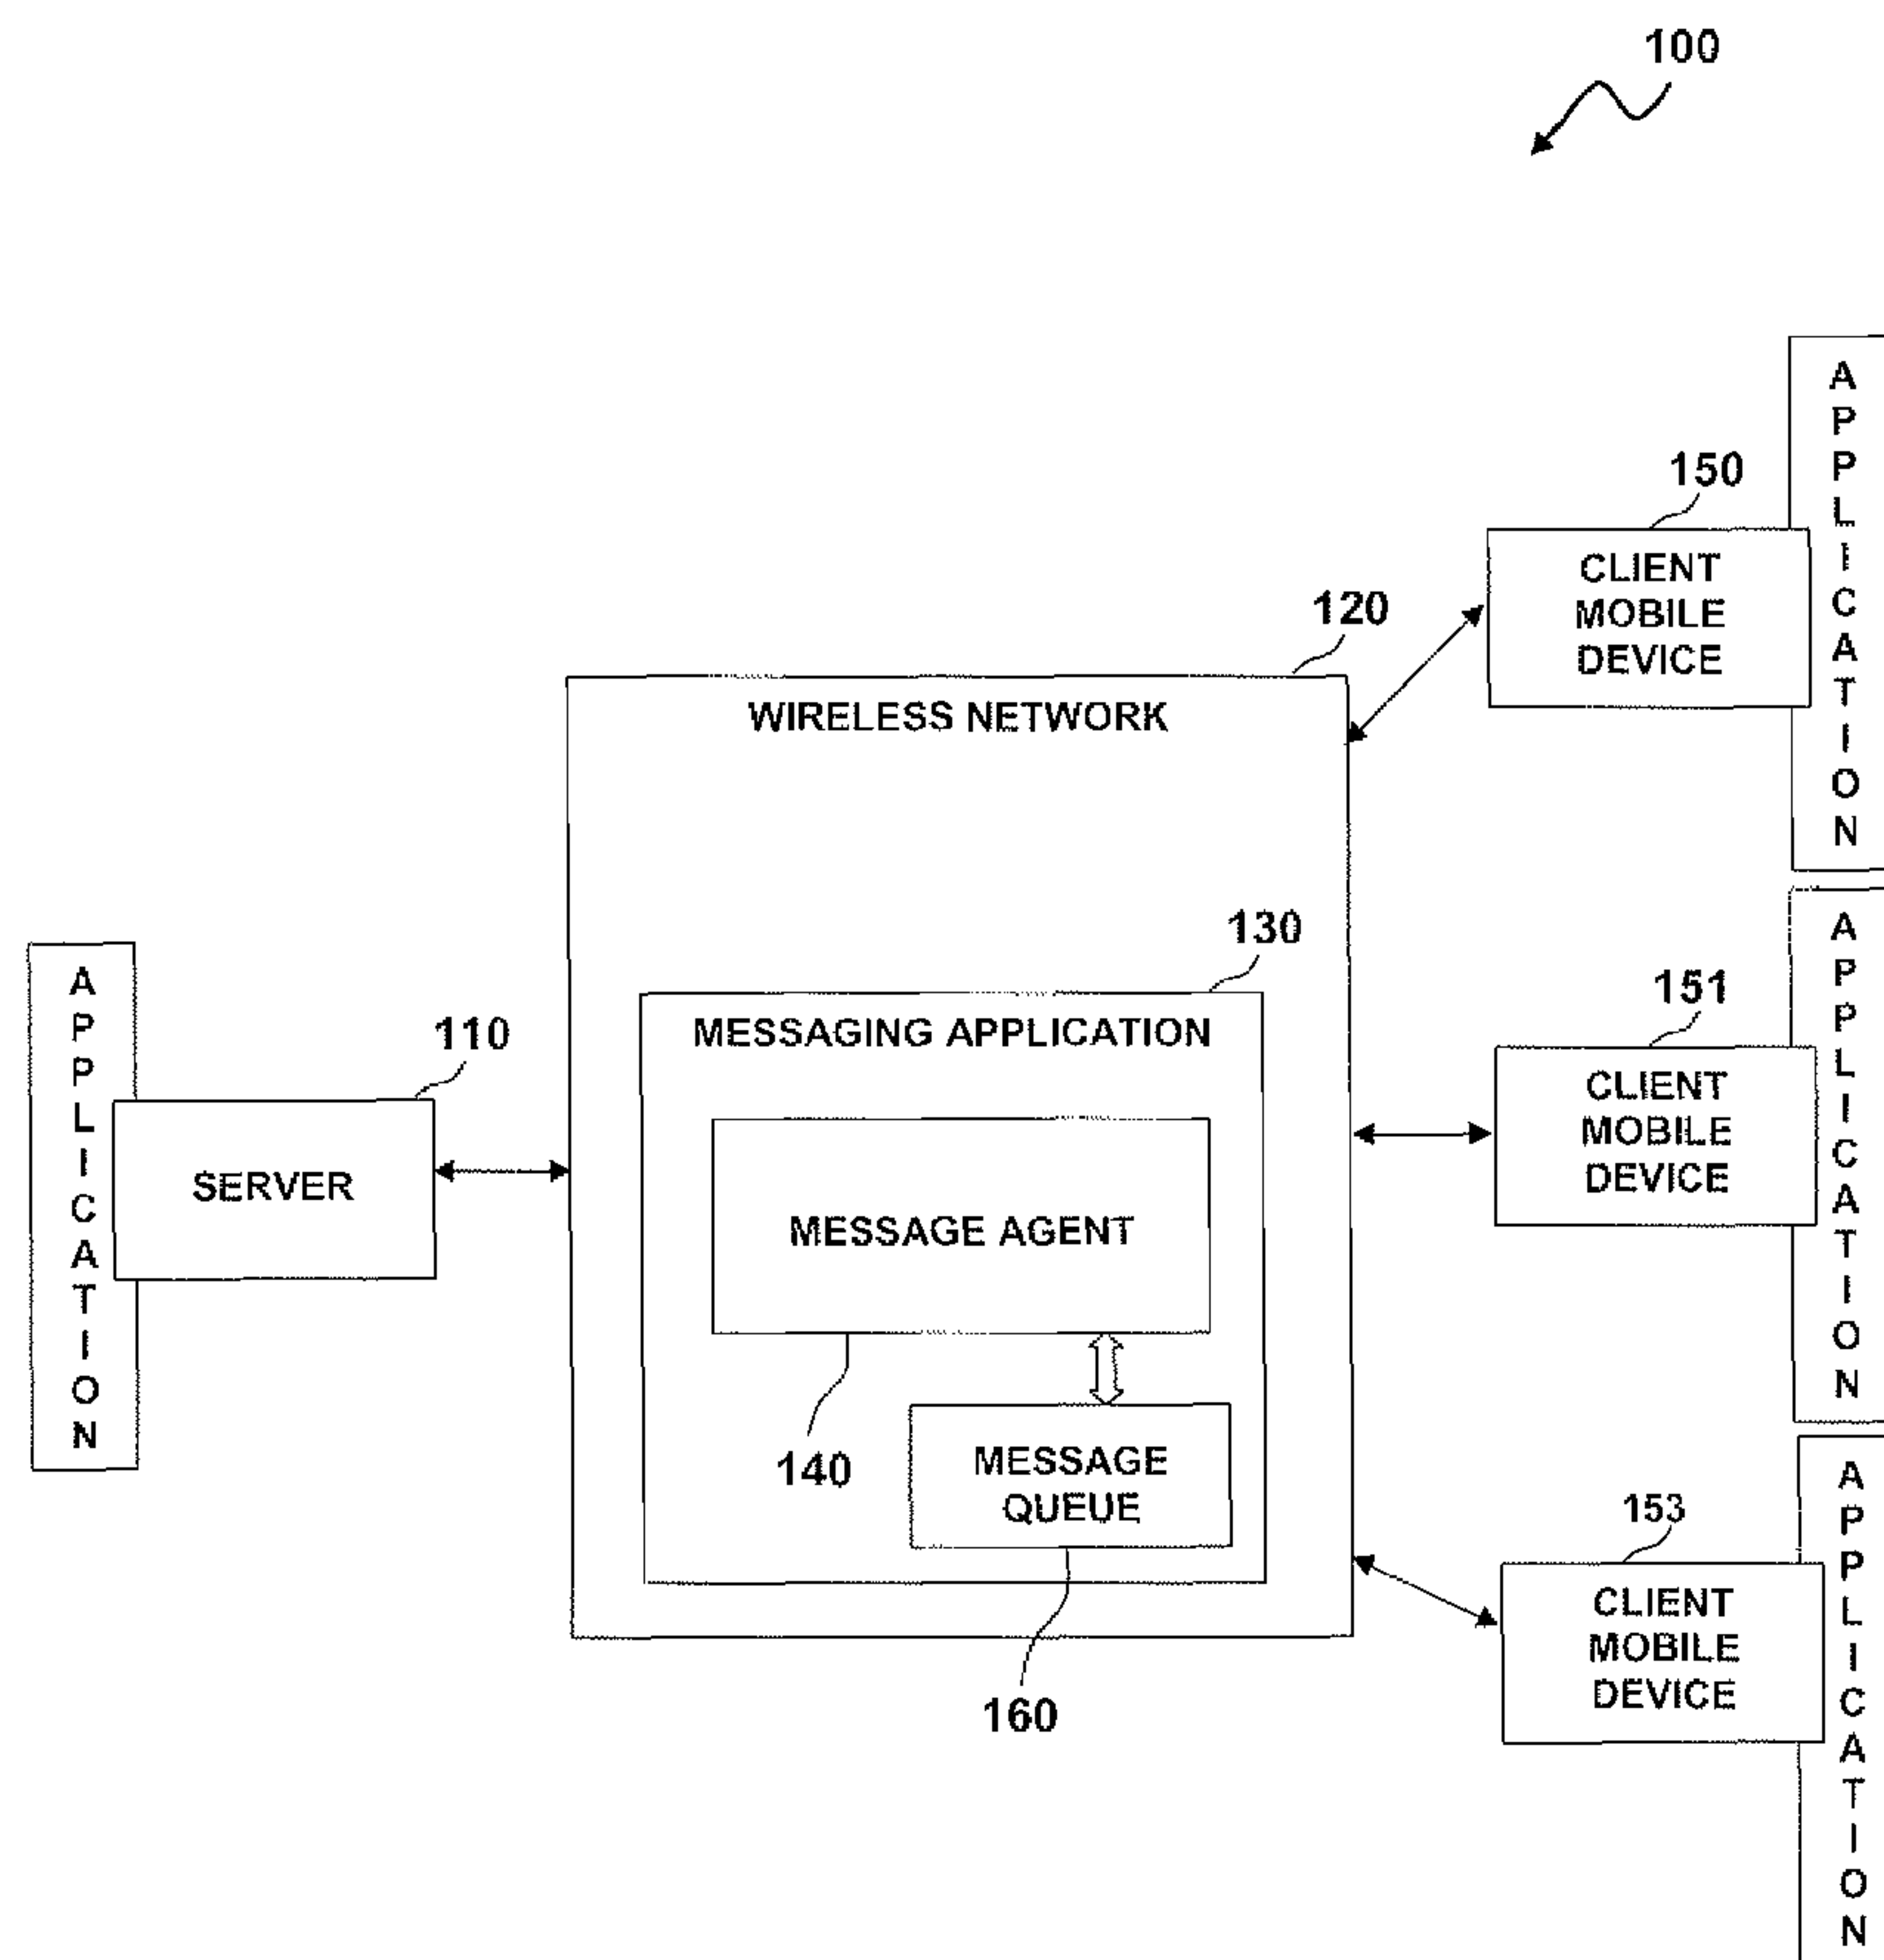 100
APPLICATION
150
CLIENT
MOBILE
DEVICE
120
WIRELESS NETWORK
130
MESSAGING APPLICATION
APPLICATION
110
SERVER
MESSAGE AGENT
140
MESSAGE
QUEUE
160
APPLICATION
151
CLIENT
MOBILE
DEVICE
APPLICATION
153
CLIENT
MOBILE
DEVICE